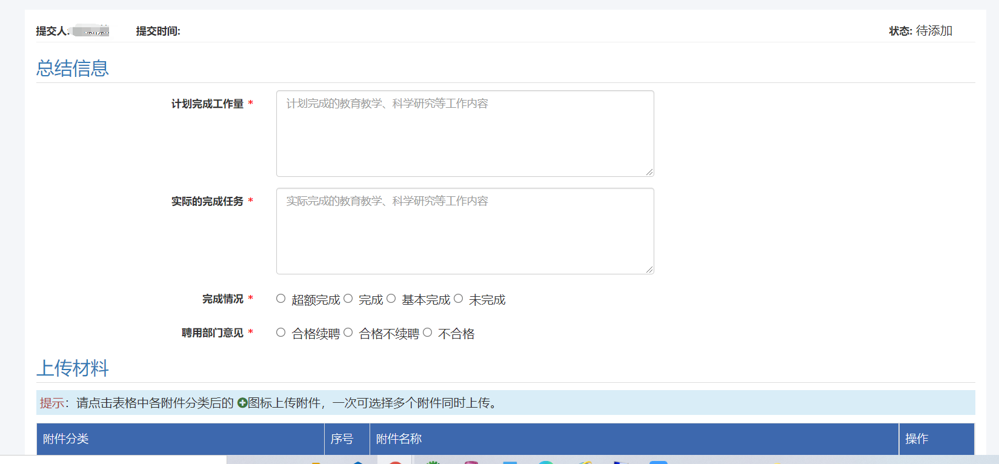 提交人: 提交时间: 状态: 待添加
总结信息
计划完成工作量 * 计划完成的教育教学、科学研究等工作内容
实际的完成任务 * 实际完成的教育教学、科学研究等工作内容
完成情况 * 超额完成 完成 基本完成 未完成
聘用部门意见 * 合格续聘 合格不续聘 不合格
上传材料
提示：请点击表格中各附件分类后的 图标上传附件，一次可选择多个附件同时上传。
附件分类 序号 附件名称 操作